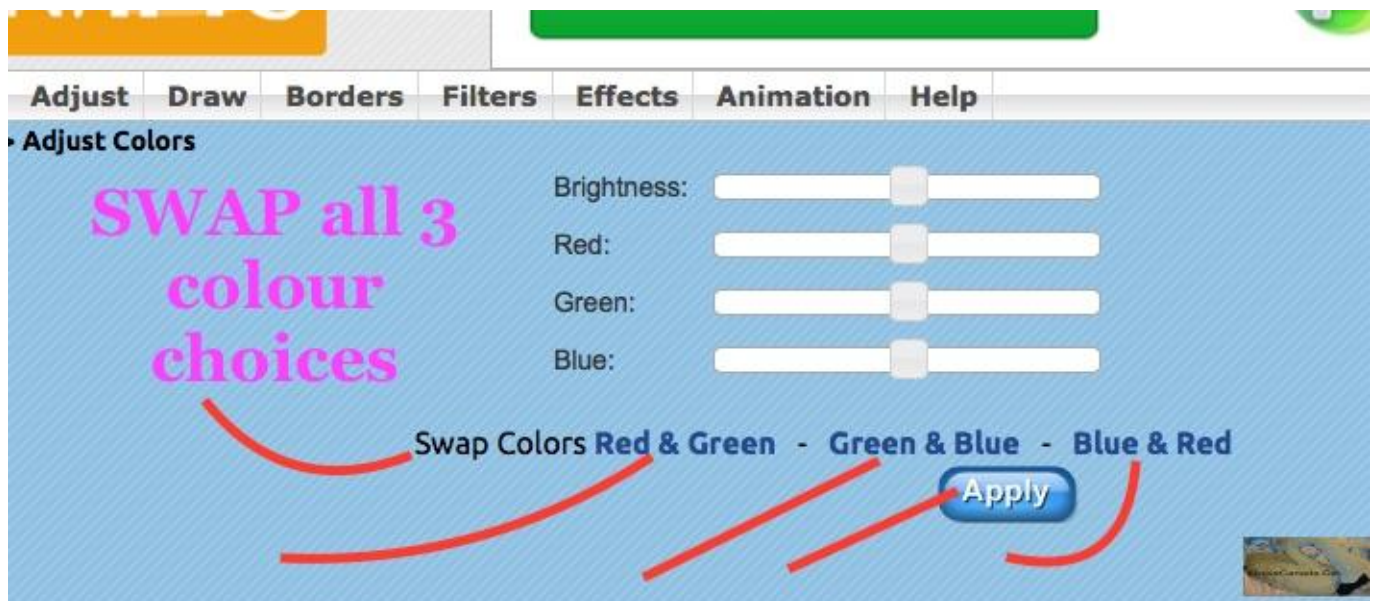 Adjust Draw Borders Filters Effects Animation Help
Adjust Colors
SWAP all 3
colour
choices
Brightness:
Red:
Green:
Blue:
Swap Colors Red & Green - Green & Blue - Blue & Red
Apply